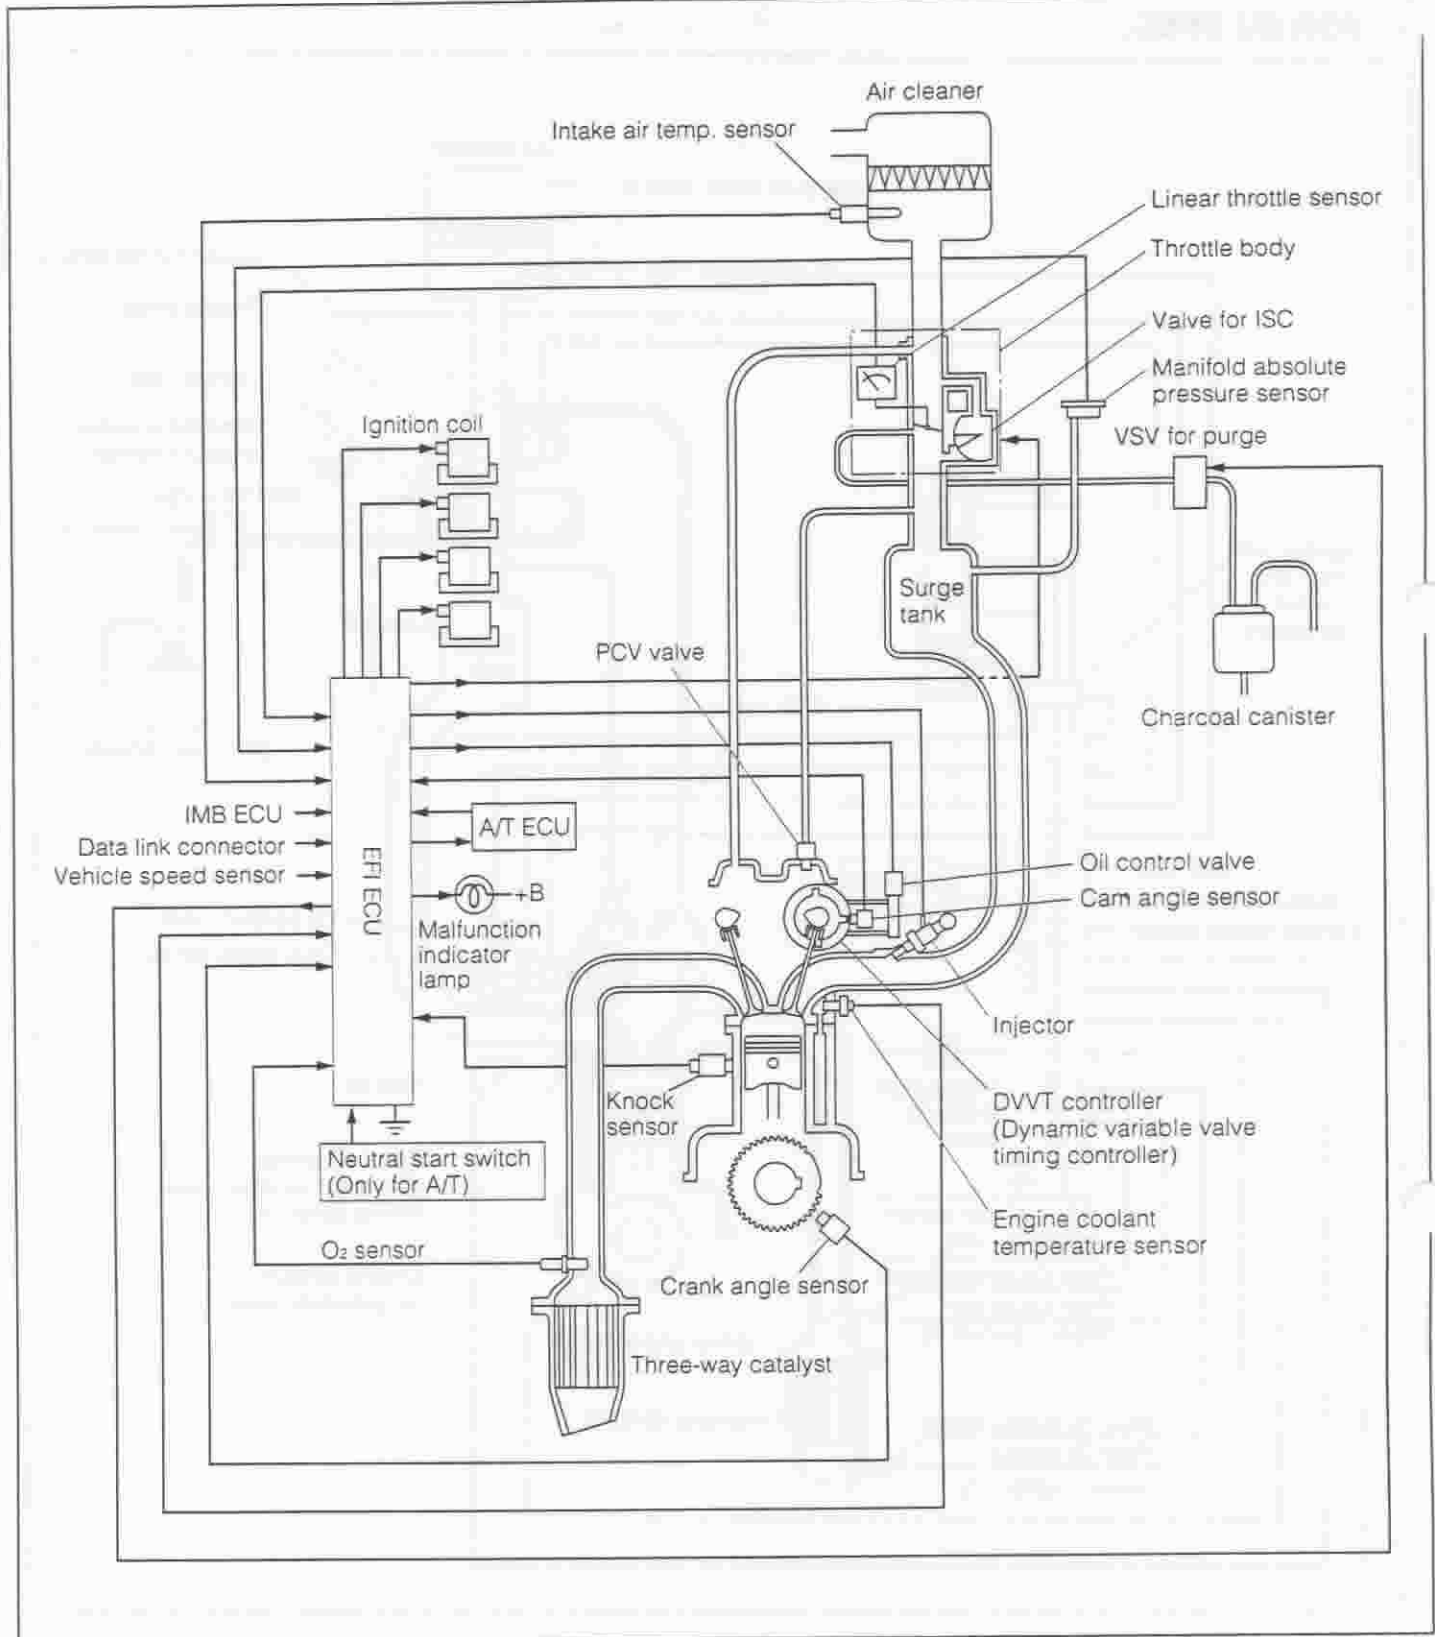 Air cleaner
Intake air temp. sensor
Linear throttle sensor
Throttle body
Valve for ISC
Manifold absolute
pressure sensor
VSV for purge
Ignition coil
Surge
tank
PCV valve
Charcoal canister
IMB ECU
Data link connector
Vehicle speed sensor
EFI ECU
A/T ECU
+B
Malfunction
indicator
lamp
Oil control valve
Cam angle sensor
Injector
Knock
sensor
DVVT controller
(Dynamic variable valve
timing controller)
Neutral start switch
(Only for A/T)
Engine coolant
temperature sensor
O2 sensor
Crank angle sensor
Three-way catalyst